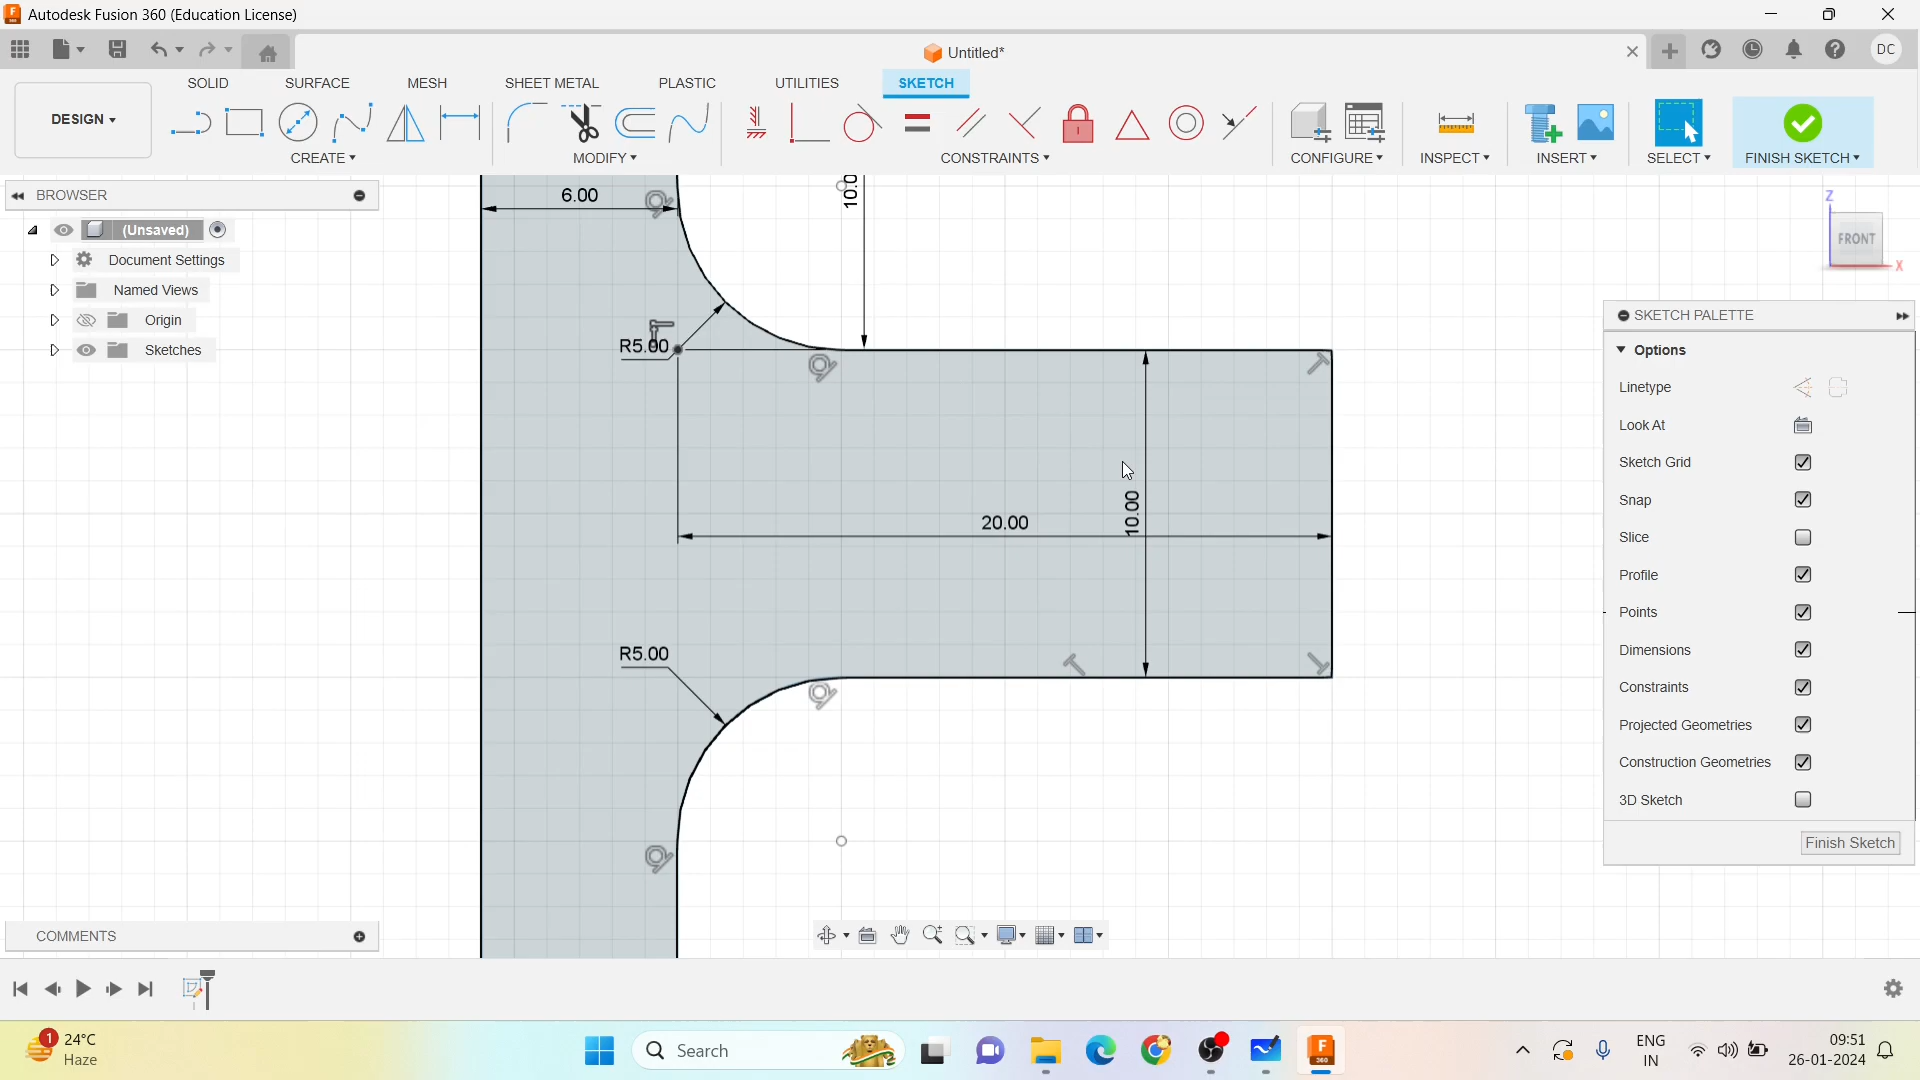 Autodesk Fusion 360 (Education License)
Untitled*
DC
SOLID SURFACE MESH SHEET METAL PLASTIC UTILITIES SKETCH
DESIGN
CREATE MODIFY CONSTRAINTS CONFIGURE INSPECT INSERT SELECT FINISH SKETCH
BROWSER
(Unsaved)
Document Settings
Named Views
Origin
Sketches
6.00
10.0
R5.00
20.00
10.00
R5.00
Z
FRONT
X
SKETCH PALETTE
Options
Linetype
Look At
Sketch Grid
Snap
Slice
Profile
Points
Dimensions
Constraints
Projected Geometries
Construction Geometries
3D Sketch
Finish Sketch
COMMENTS
1
24°C
Haze
Search
F
360
ENG
IN
09:51
26-01-2024